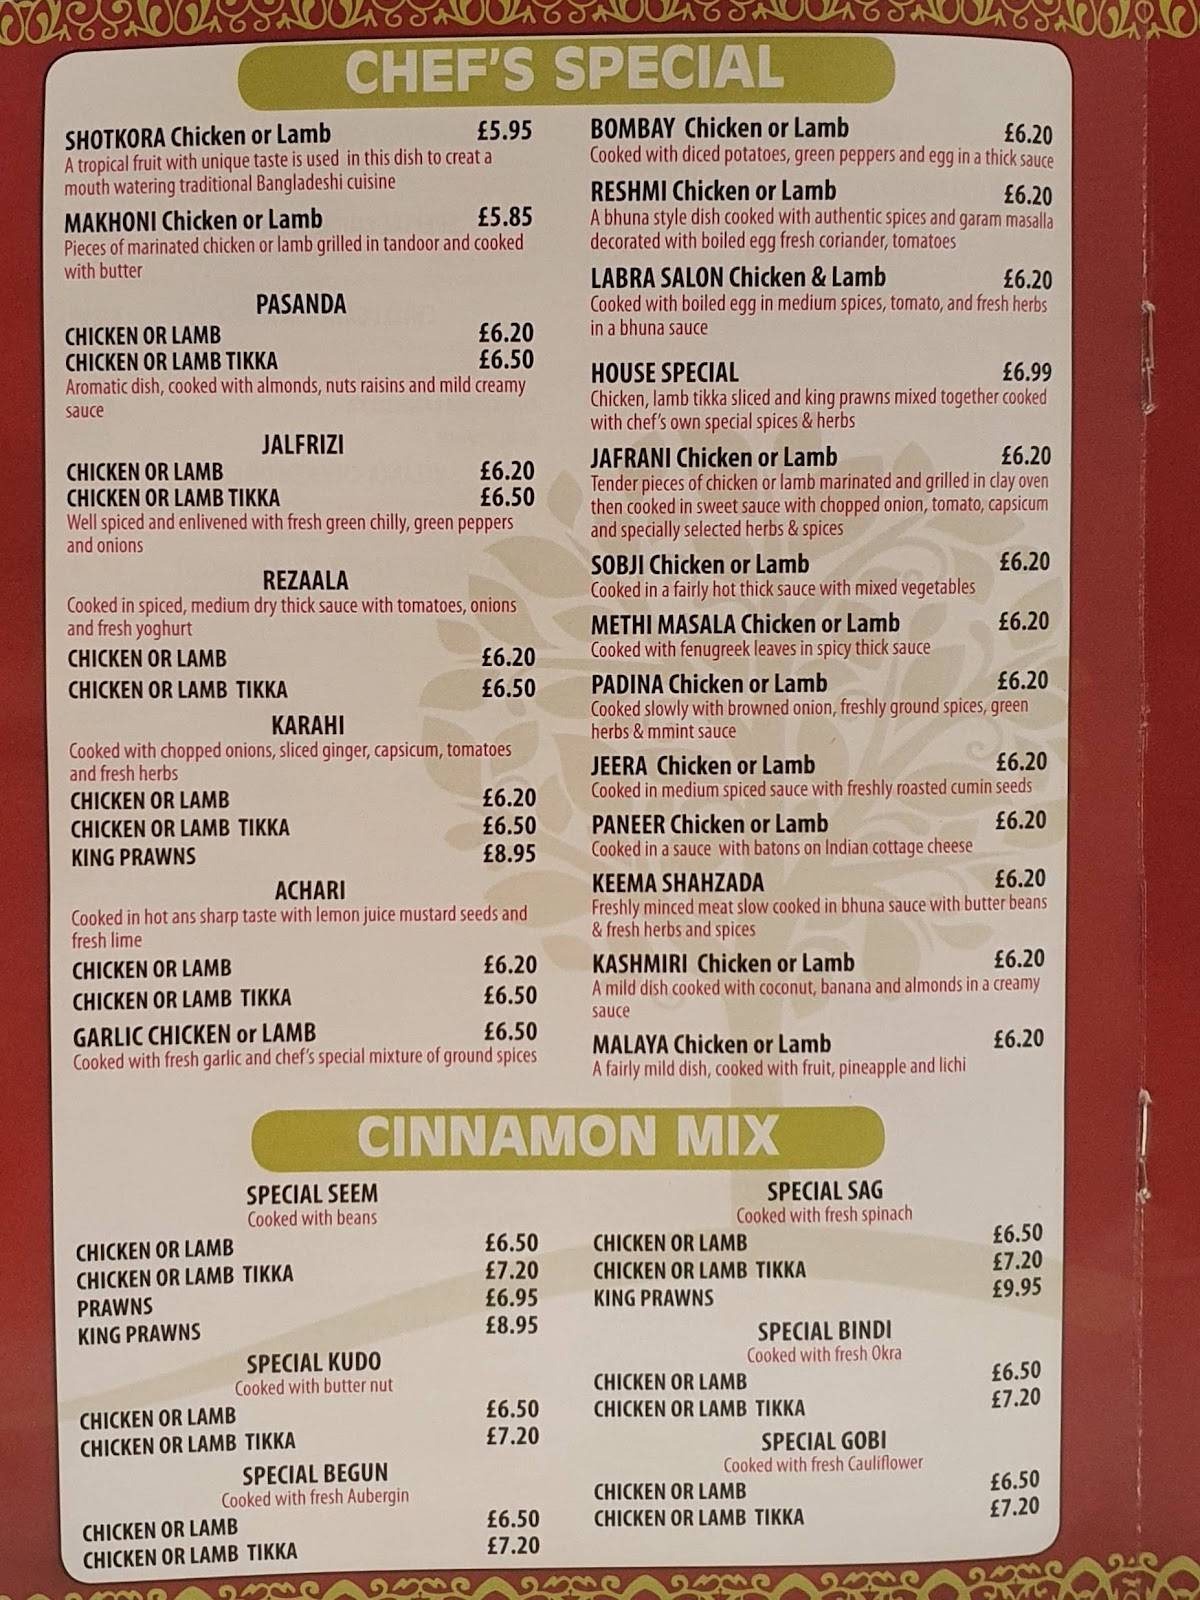 CHEF'S SPECIAL
SHOTKORA Chicken or Lamb £5.95
A tropical fruit with unique taste is used in this dish to creat a
mouth watering traditional Bangladeshi cuisine
MAKHONI Chicken or Lamb £5.85
Pieces of marinated chicken or lamb grilled in tandoor and cooked
with butter
PASANDA
CHICKEN OR LAMB £6.20
CHICKEN OR LAMB TIKKA £6.50
Aromatic dish, cooked with almonds, nuts raisins and mild creamy
sauce
JALFRIZI
CHICKEN OR LAMB £6.20
CHICKEN OR LAMB TIKKA £6.50
Well spiced and enlivened with fresh green chilly, green peppers
and onions
REZAALA
Cooked in spiced, medium dry thick sauce with tomatoes, onions
and fresh yoghurt
CHICKEN OR LAMB £6.20
CHICKEN OR LAMB TIKKA £6.50
KARAHI
Cooked with chopped onions, sliced ginger, capsicum, tomatoes
and fresh herbs
CHICKEN OR LAMB £6.20
CHICKEN OR LAMB TIKKA £6.50
KING PRAWNS £8.95
ACHARI
Cooked in hot ans sharp taste with lemon juice mustard seeds and
fresh lime
CHICKEN OR LAMB £6.20
CHICKEN OR LAMB TIKKA £6.50
GARLIC CHICKEN or LAMB £6.50
Cooked with fresh garlic and chef's special mixture of ground spices
BOMBAY Chicken or Lamb £6.20
Cooked with diced potatoes, green peppers and egg in a thick sauce
RESHMI Chicken or Lamb £6.20
A bhuna style dish cooked with authentic spices and garam masalla
decorated with boiled egg fresh coriander, tomatoes
LABRA SALON Chicken & Lamb £6.20
Cooked with boiled egg in medium spices, tomato, and fresh herbs
in a bhuna sauce
HOUSE SPECIAL £6.99
Chicken, lamb tikka sliced and king prawns mixed together cooked
with chef's own special spices & herbs
JAFRANI Chicken or Lamb £6.20
Tender pieces of chicken or lamb marinated and grilled in clay oven
then cooked in sweet sauce with chopped onion, tomato, capsicum
and specially selected herbs & spices
SOBJI Chicken or Lamb £6.20
Cooked in a fairly hot thick sauce with mixed vegetables
METHI MASALA Chicken or Lamb £6.20
Cooked with fenugreek leaves in spicy thick sauce
PADINA Chicken or Lamb £6.20
Cooked slowly with browned onion, freshly ground spices, green
herbs & mmint sauce
JEERA Chicken or Lamb £6.20
Cooked in medium spiced sauce with freshly roasted cumin seeds
PANEER Chicken or Lamb £6.20
Cooked in a sauce with batons on Indian cottage cheese
KEEMA SHAHZADA £6.20
Freshly minced meat slow cooked in bhuna sauce with butter beans
& fresh herbs and spices
KASHMIRI Chicken or Lamb £6.20
A mild dish cooked with coconut, banana and almonds in a creamy
sauce
MALAYA Chicken or Lamb £6.20
A fairly mild dish, cooked with fruit, pineapple and lichi
CINNAMON MIX
SPECIAL SEEM
Cooked with beans
CHICKEN OR LAMB £6.50
CHICKEN OR LAMB TIKKA £7.20
PRAWNS £6.95
KING PRAWNS £8.95
SPECIAL KUDO
Cooked with butter nut
CHICKEN OR LAMB £6.50
CHICKEN OR LAMB TIKKA £7.20
SPECIAL BEGUN
Cooked with fresh Aubergin
CHICKEN OR LAMB £6.50
CHICKEN OR LAMB TIKKA £7.20
SPECIAL SAG
Cooked with fresh spinach
CHICKEN OR LAMB £6.50
CHICKEN OR LAMB TIKKA £7.20
KING PRAWNS £9.95
SPECIAL BINDI
Cooked with fresh Okra
CHICKEN OR LAMB £6.50
CHICKEN OR LAMB TIKKA £7.20
SPECIAL GOBI
Cooked with fresh Cauliflower
CHICKEN OR LAMB £6.50
CHICKEN OR LAMB TIKKA £7.20